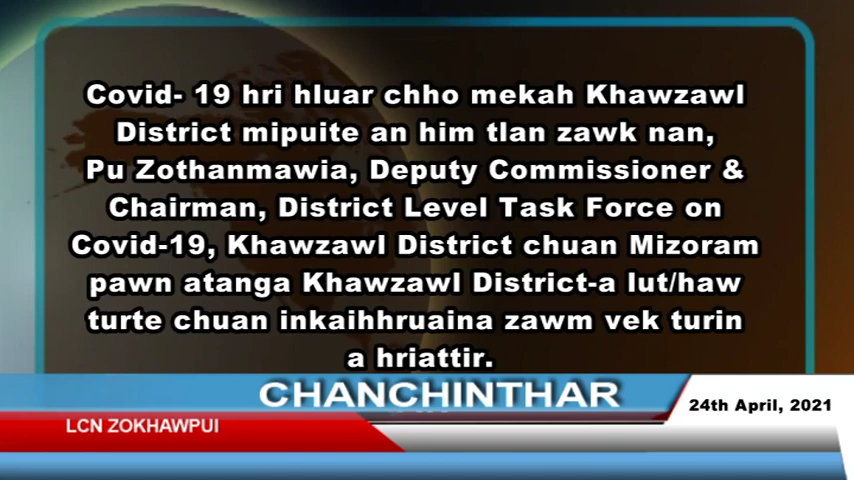 Covid- 19 hri hluar chho mekah Khawzawl
District mipuite an him tlan zawk nan,
Pu Zothanmawia, Deputy Commissioner &
Chairman, District Level Task Force on
Covid-19, Khawzawl District chuan Mizoram
pawn atanga Khawzawl District-a lut/haw
turte chuan inkaihhruaina zawm vek turin
a hriattir.
CHANCHINTHAR
24th April, 2021
LCN ZOKHAWPUI